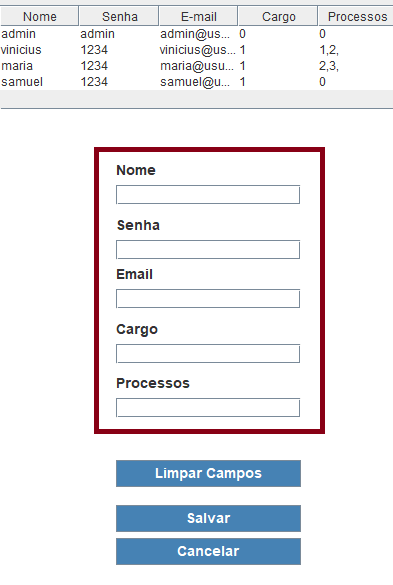 Nome Senha E-mail Cargo Processos
admin admin admin@us... 0 0
vinicius 1234 vinicius@us... 1 1,2,
maria 1234 maria@usu... 1 2,3,
samuel 1234 samuel@u... 1 0
Nome
Senha
Email
Cargo
Processos
Limpar Campos
Salvar
Cancelar